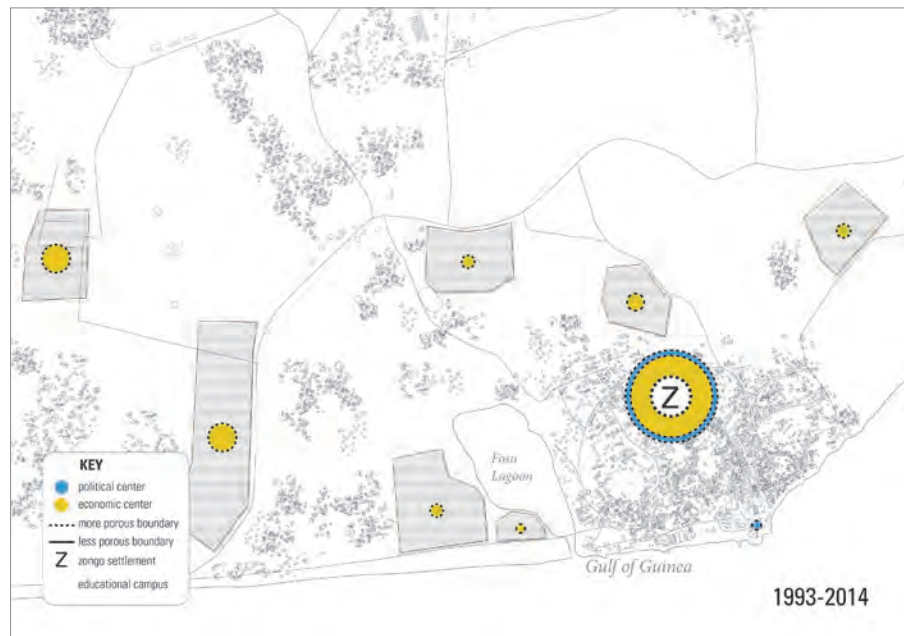 Fosu
Lagoon
Z
KEY
political center
economic center
more porous boundary
less porous boundary
Z zongo settlement
educational campus
Gulf of Guinea
1993-2014